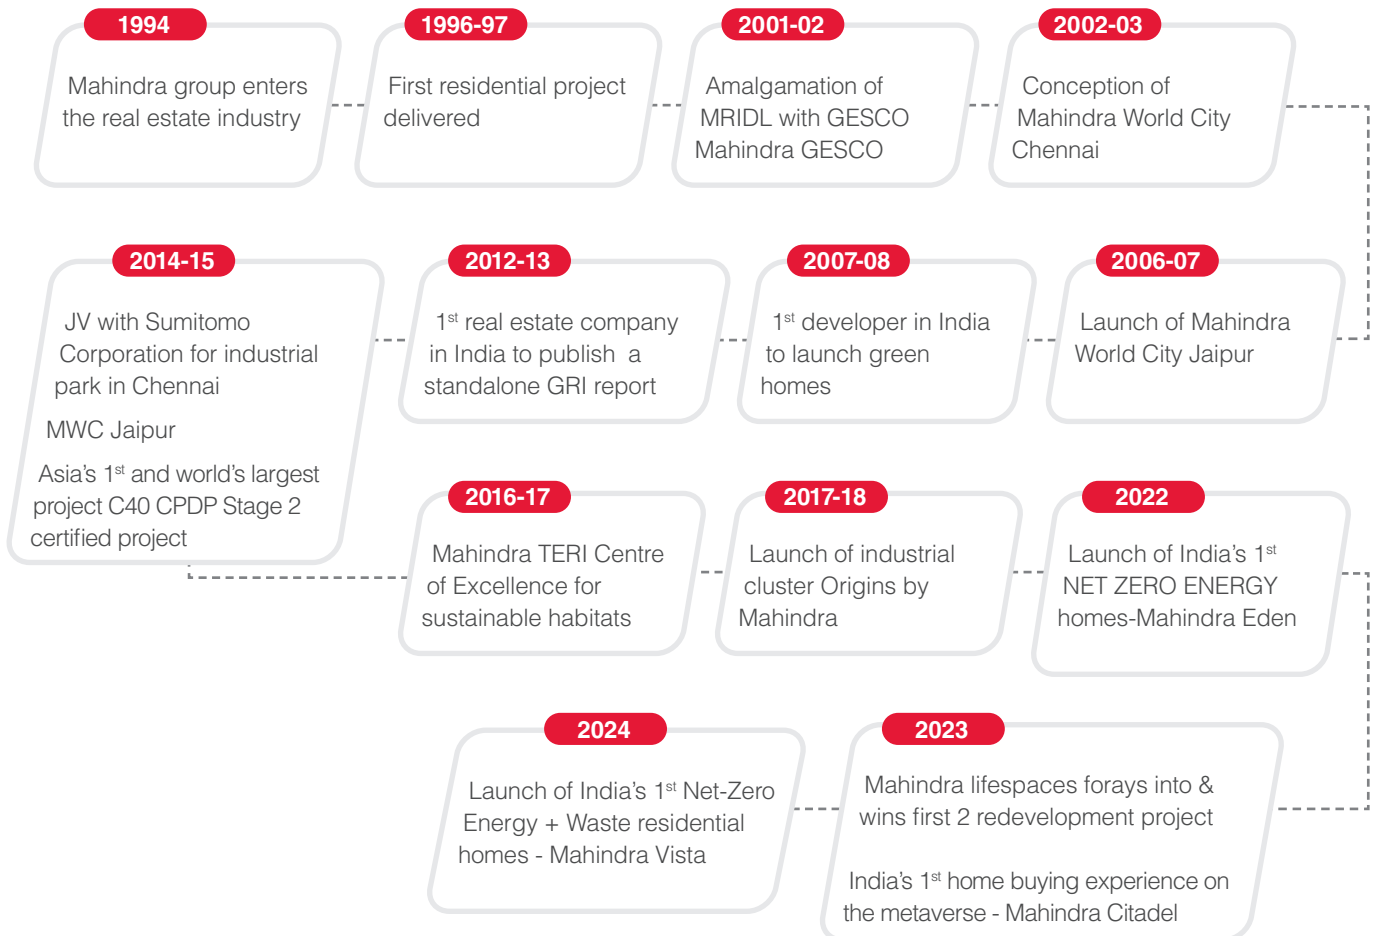 1994
Mahindra group enters
the real estate industry
1996-97
First residential project
delivered
2001-02
Amalgamation of
MRIDL with GESCO
Mahindra GESCO
2002-03
Conception of
Mahindra World City
Chennai
2006-07
Launch of Mahindra
World City Jaipur
2007-08
1st developer in India
to launch green
homes
2012-13
1st real estate company
in India to publish a
standalone GRI report
2014-15
JV with Sumitomo
Corporation for industrial
park in Chennai
MWC Jaipur
Asia’s 1st and world’s largest
project C40 CPDP Stage 2
certified project
2016-17
Mahindra TERI Centre
of Excellence for
sustainable habitats
2017-18
Launch of industrial
cluster Origins by
Mahindra
2022
Launch of India’s 1st
NET ZERO ENERGY
homes-Mahindra Eden
2023
Mahindra lifespaces forays into &
wins first 2 redevelopment project
India’s 1st home buying experience on
the metaverse - Mahindra Citadel
2024
Launch of India’s 1st Net-Zero
Energy + Waste residential
homes - Mahindra Vista